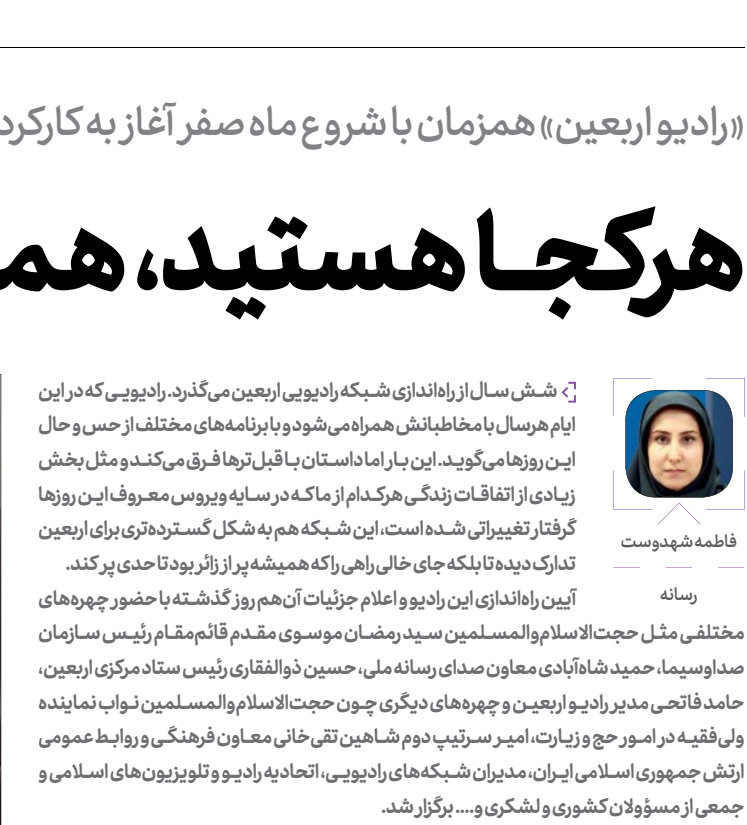 «رادیو اربعین» همزمان با شروع ماه صفر آغاز به کار کرد
هرکجا هستید، هم
شش سال از راه‌اندازی شبکه رادیویی اربعین می‌گذرد. رادیویی که در این
ایام هرسال با مخاطبانش همراه می‌شود و با برنامه‌های مختلف از حس و حال
این روزها می‌گوید. این بار اما داستان با قبل‌ترها فرق می‌کند و مثل بخش
زیادی از اتفاقات زندگی هرکدام از ما که در سایه ویروس معروف این روزها
گرفتار تغییراتی شده است، این شبکه هم به شکل گسترده‌تری برای اربعین
تدارک دیده تا بلکه جای خالی راهی را که همیشه پر از زائر بود تا حدی پر کند.
فاطمه شهدوست
رسانه
آیین راه‌اندازی این رادیو و اعلام جزئیات آن هم روز گذشته با حضور چهره‌های
مختلفی مثل حجت‌الاسلام‌والمسلمین سید رمضان موسوی مقدم قائم‌مقام رئیس سازمان
صداوسیما، حمید شاه‌آبادی معاون صدای رسانه ملی، حسین ذوالفقاری رئیس ستاد مرکزی اربعین،
حامد فاتحی مدیر رادیو اربعین و چهره‌های دیگری چون حجت‌الاسلام‌والمسلمین نواب نماینده
ولی‌فقیه در امور حج و زیارت، امیر سرتیپ دوم شاهین تقی‌خانی معاون فرهنگی و روابط عمومی
ارتش جمهوری اسلامی ایران، مدیران شبکه‌های رادیویی، اتحادیه رادیو و تلویزیون‌های اسلامی و
جمعی از مسؤولان کشوری و لشکری و.... برگزار شد.